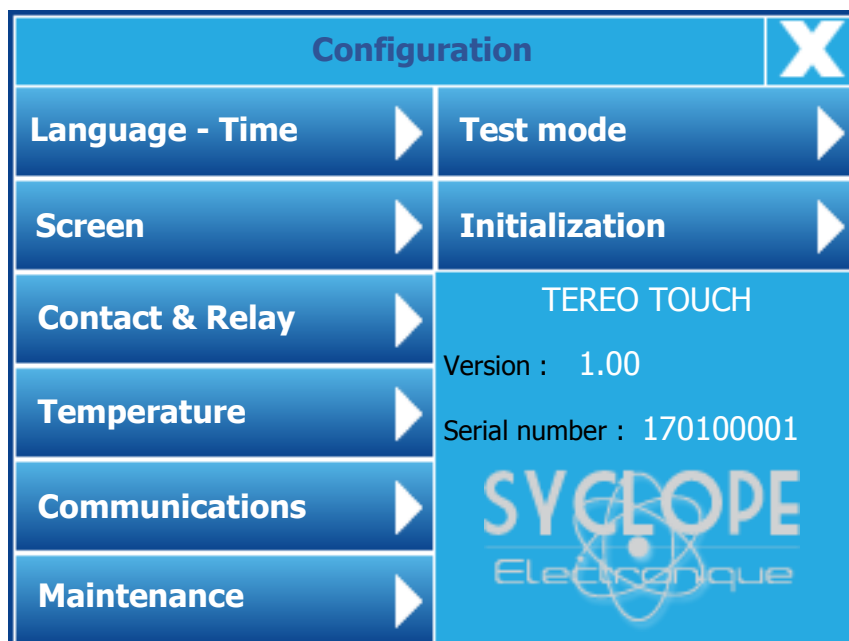 Configuration
X
Language - Time
Screen
Contact & Relay
Temperature
Communications
Maintenance
Test mode
Initialization
TEREO TOUCH
Version : 1.00
Serial number : 170100001
SYCLOPE
Electronique